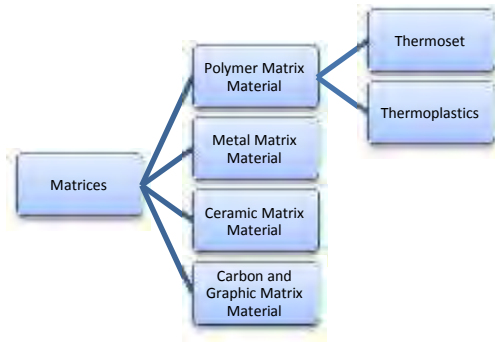 Matrices
Polymer Matrix
Material
Metal Matrix
Material
Ceramic Matrix
Material
Carbon and
Graphic Matrix
Material
Thermoset
Thermoplastics